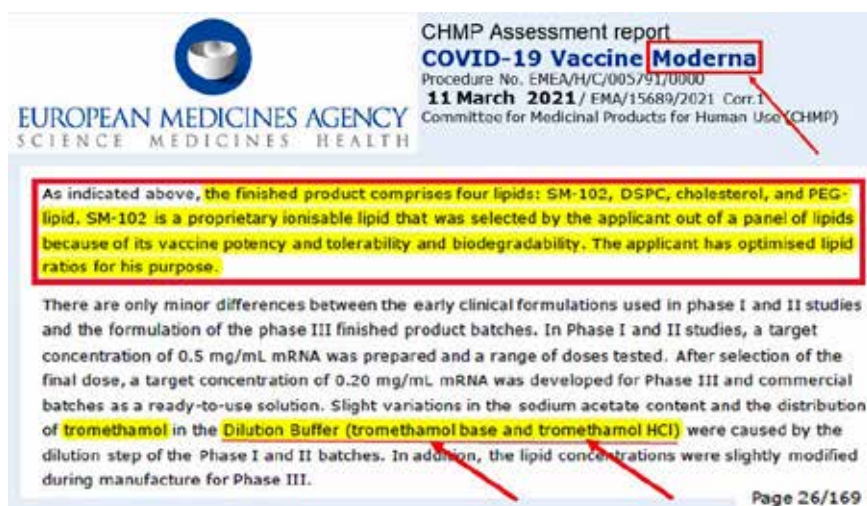 CHMP Assessment report
COVID-19 Vaccine Moderna
Procedure No. EMEA/H/C/005791/0000
11 March 2021 / EMA/15689/2021 Corr.1
Committee for Medicinal Products for Human Use (CHMP)
EUROPEAN MEDICINES AGENCY
SCIENCE MEDICINES HEALTH
As indicated above, the finished product comprises four lipids: SM-102, DSPC, cholesterol, and PEG-
lipid. SM-102 is a proprietary ionisable lipid that was selected by the applicant out of a panel of lipids
because of its vaccine potency and tolerability and biodegradability. The applicant has optimised lipid
ratios for his purpose.
There are only minor differences between the early clinical formulations used in phase I and II studies
and the formulation of the phase III finished product batches. In Phase I and II studies, a target
concentration of 0.5 mg/mL mRNA was prepared and a range of doses tested. After selection of the
final dose, a target concentration of 0.20 mg/mL mRNA was developed for Phase III and commercial
batches as a ready-to-use solution. Slight variations in the sodium acetate content and the distribution
of tromethamol in the Dilution Buffer (tromethamol base and tromethamol HCl) were caused by the
dilution step of the Phase I and II batches. In addition, the lipid concentrations were slightly modified
during manufacture for Phase III.
Page 26/169